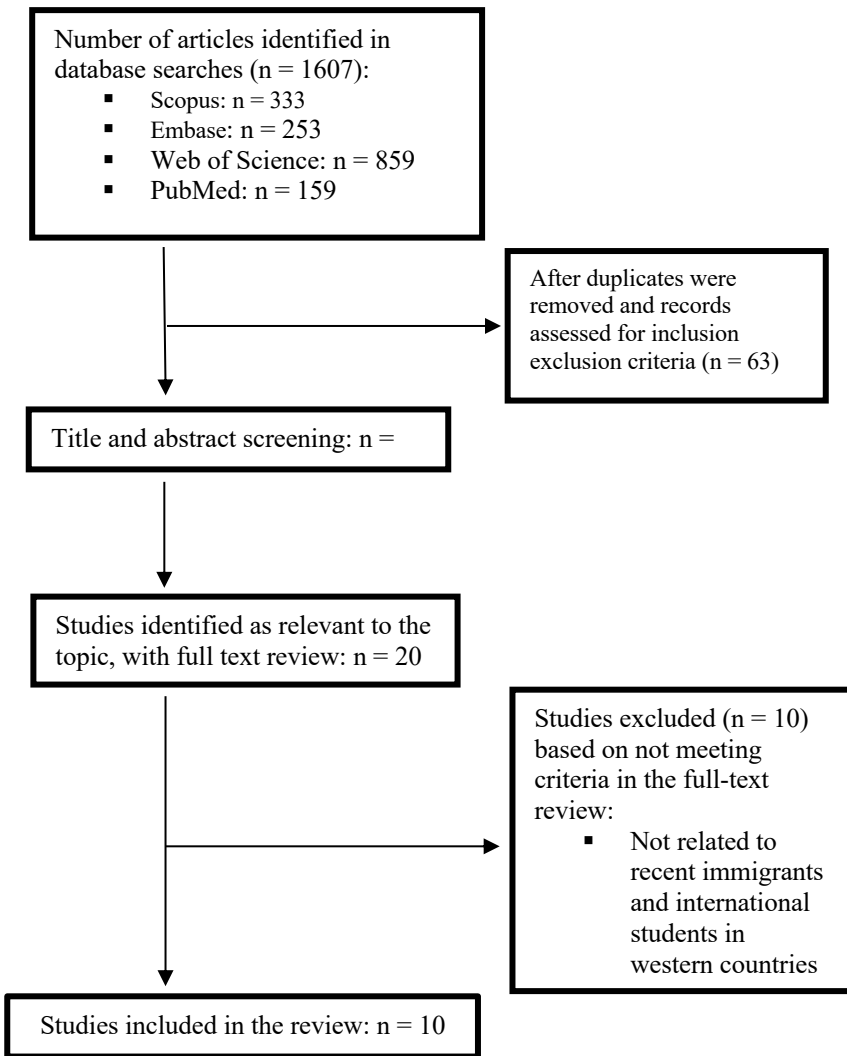 Number of articles identified in
database searches (n = 1607):
▪ Scopus: n = 333
▪ Embase: n = 253
▪ Web of Science: n = 859
▪ PubMed: n = 159
After duplicates were
removed and records
assessed for inclusion
exclusion criteria (n = 63)
Title and abstract screening: n =
Studies identified as relevant to the
topic, with full text review: n = 20
Studies excluded (n = 10)
based on not meeting
criteria in the full-text
review:
▪ Not related to
recent immigrants
and international
students in
western countries
Studies included in the review: n = 10